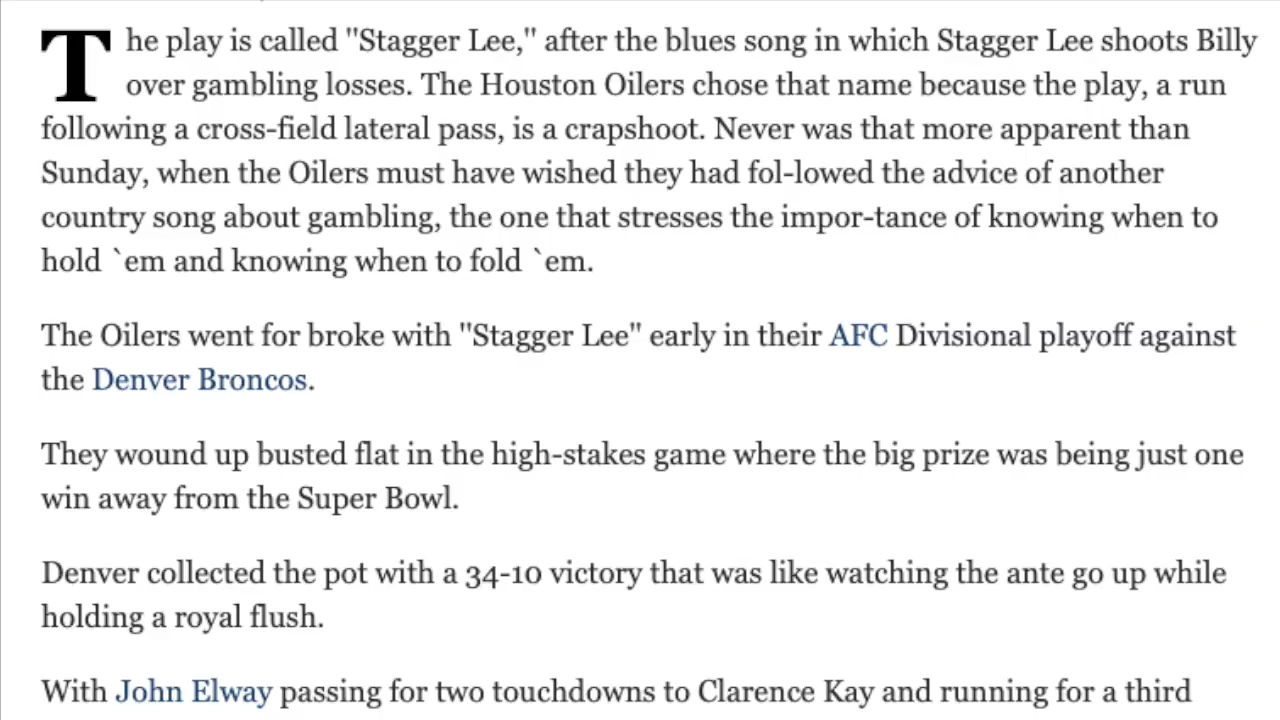 The play is called "Stagger Lee," after the blues song in which Stagger Lee shoots Billy
over gambling losses. The Houston Oilers chose that name because the play, a run
following a cross-field lateral pass, is a crapshoot. Never was that more apparent than
Sunday, when the Oilers must have wished they had fol-lowed the advice of another
country song about gambling, the one that stresses the impor-tance of knowing when to
hold `em and knowing when to fold `em.
The Oilers went for broke with "Stagger Lee" early in their AFC Divisional playoff against
the Denver Broncos.
They wound up busted flat in the high-stakes game where the big prize was being just one
win away from the Super Bowl.
Denver collected the pot with a 34-10 victory that was like watching the ante go up while
holding a royal flush.
With John Elway passing for two touchdowns to Clarence Kay and running for a third